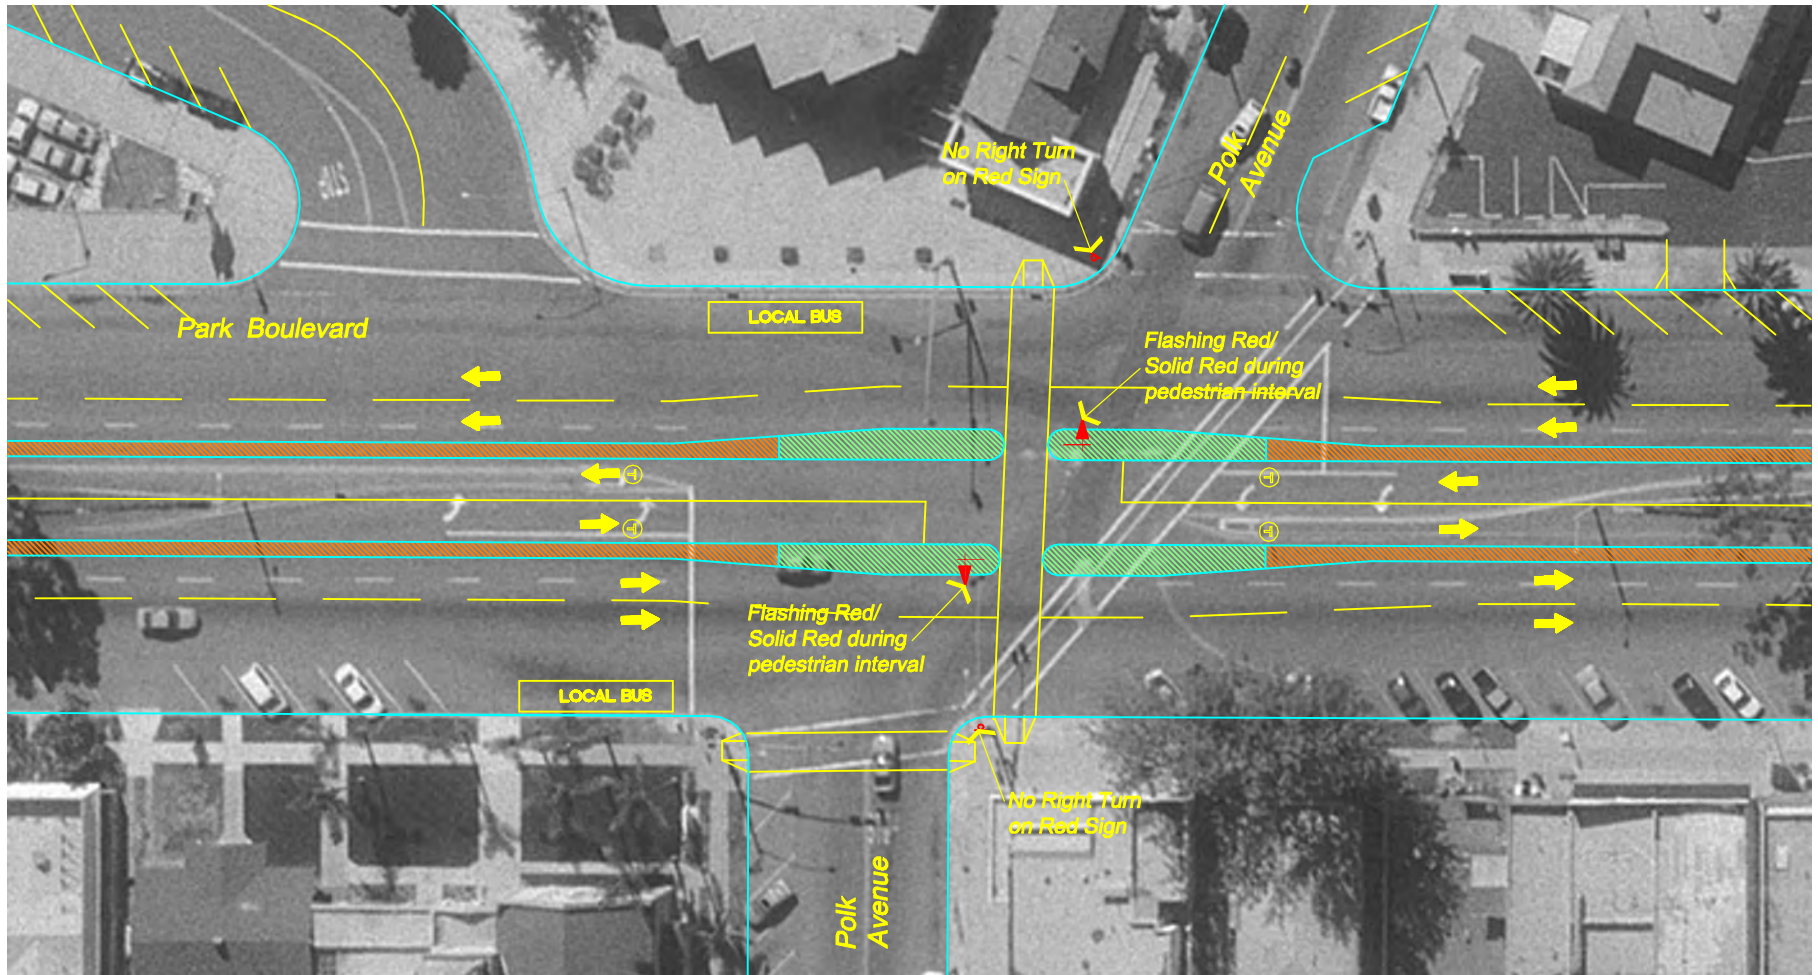 No Right Turn
on Red Sign
Polk
Avenue
Park Boulevard
LOCAL BUS
Flashing Red/
Solid Red during
pedestrian interval
T
T
T
T
Flashing Red/
Solid Red during
pedestrian interval
LOCAL BUS
No Right Turn
on Red Sign
Polk
Avenue